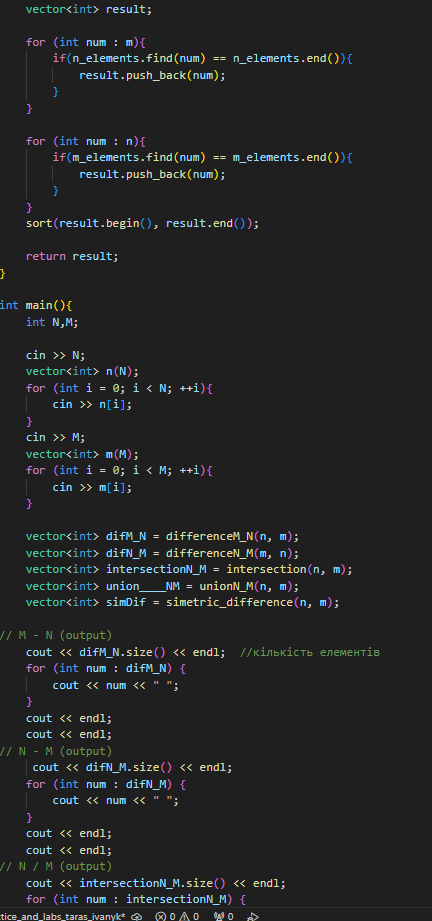 vector<int> result;
for (int num : m){
if(n_elements.find(num) == n_elements.end()){
result.push_back(num);
}
}
for (int num : n){
if(m_elements.find(num) == m_elements.end()){
result.push_back(num);
}
}
sort(result.begin(), result.end());
return result;
}
int main(){
int N,M;
cin >> N;
vector<int> n(N);
for (int i = 0; i < N; ++i){
cin >> n[i];
}
cin >> M;
vector<int> m(M);
for (int i = 0; i < M; ++i){
cin >> m[i];
}
vector<int> difM_N = differenceM_N(n, m);
vector<int> difN_M = differenceN_M(m, n);
vector<int> intersectionN_M = intersection(n, m);
vector<int> union____NM = unionN_M(n, m);
vector<int> simDif = simetric_difference(n, m);
// M - N (output)
cout << difM_N.size() << endl;  //кількість елементів
for (int num : difM_N) {
cout << num << " ";
}
cout << endl;
cout << endl;
// N - M (output)
cout << difN_M.size() << endl;
for (int num : difN_M) {
cout << num << " ";
}
cout << endl;
cout << endl;
// N / M (output)
cout << intersectionN_M.size() << endl;
for (int num : intersectionN_M) {
ctice_and_labs_taras_ivanyk* 0 0 0